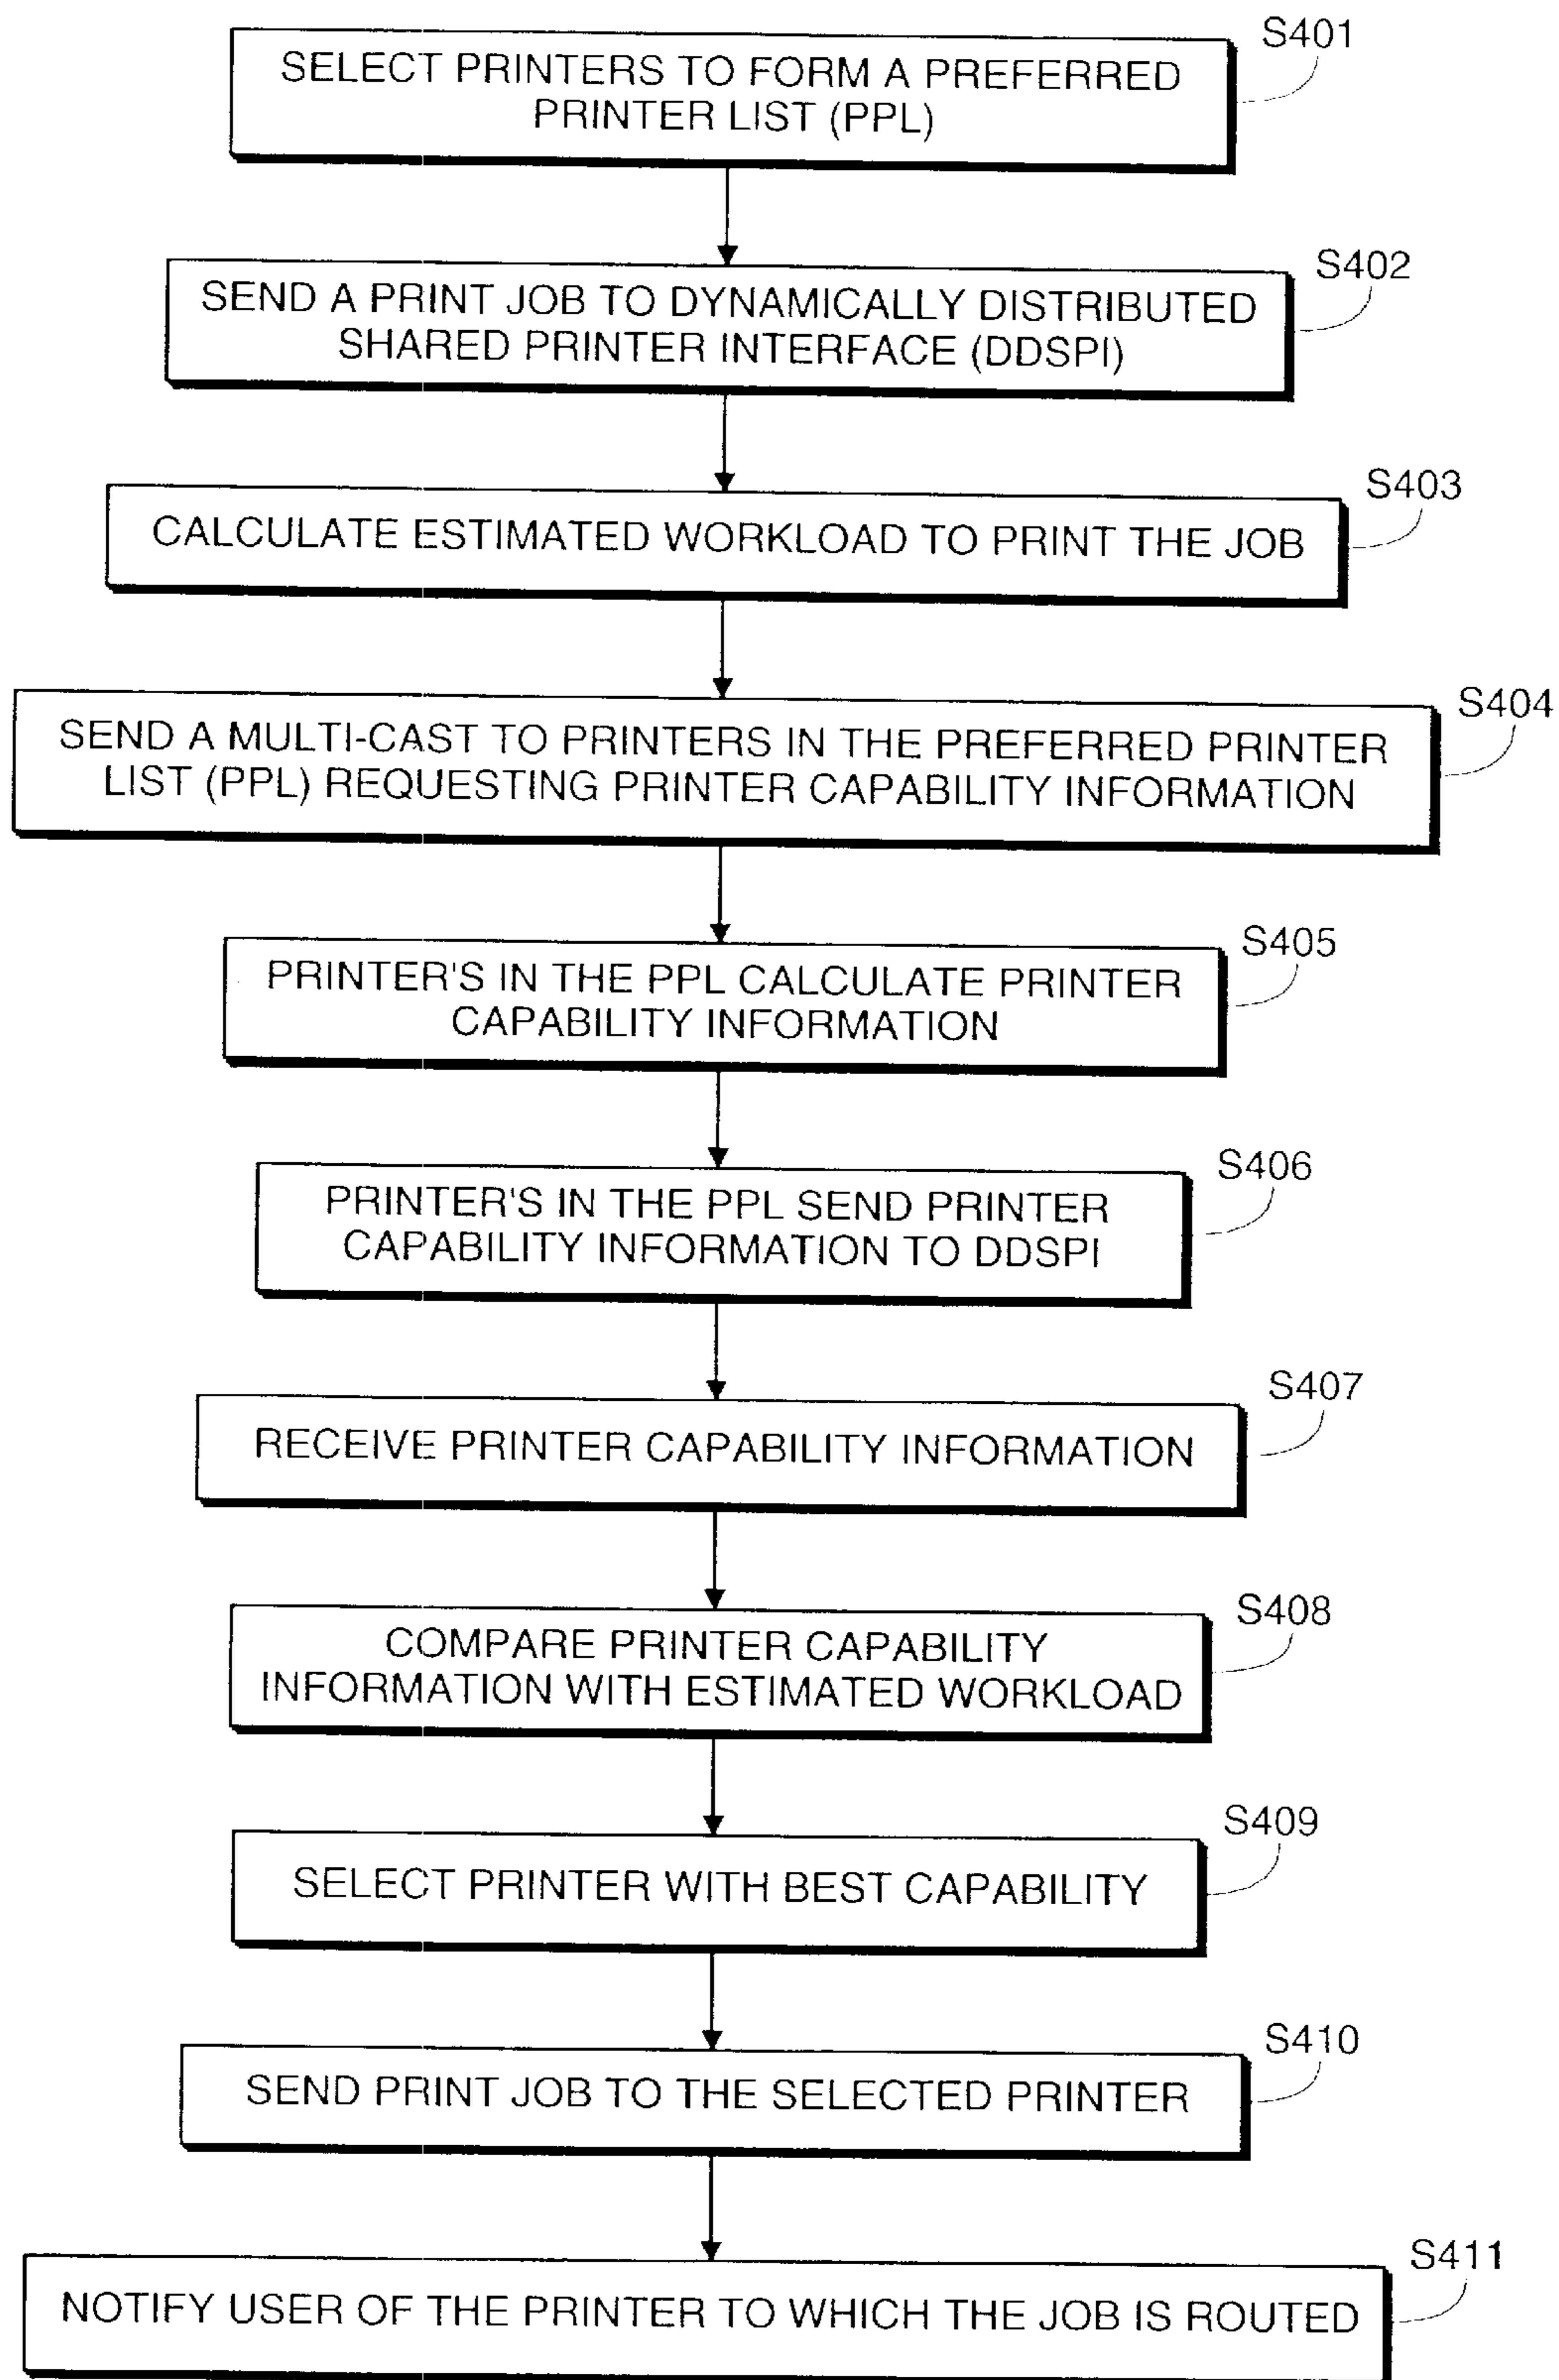 S401
SELECT PRINTERS TO FORM A PREFERRED
PRINTER LIST (PPL)
S402
SEND A PRINT JOB TO DYNAMICALLY DISTRIBUTED
SHARED PRINTER INTERFACE (DDSPI)
S403
CALCULATE ESTIMATED WORKLOAD TO PRINT THE JOB
S404
SEND A MULTI-CAST TO PRINTERS IN THE PREFERRED PRINTER
LIST (PPL) REQUESTING PRINTER CAPABILITY INFORMATION
S405
PRINTER'S IN THE PPL CALCULATE PRINTER
CAPABILITY INFORMATION
S406
PRINTER'S IN THE PPL SEND PRINTER
CAPABILITY INFORMATION TO DDSPI
S407
RECEIVE PRINTER CAPABILITY INFORMATION
S408
COMPARE PRINTER CAPABILITY
INFORMATION WITH ESTIMATED WORKLOAD
S409
SELECT PRINTER WITH BEST CAPABILITY
S410
SEND PRINT JOB TO THE SELECTED PRINTER
S411
NOTIFY USER OF THE PRINTER TO WHICH THE JOB IS ROUTED